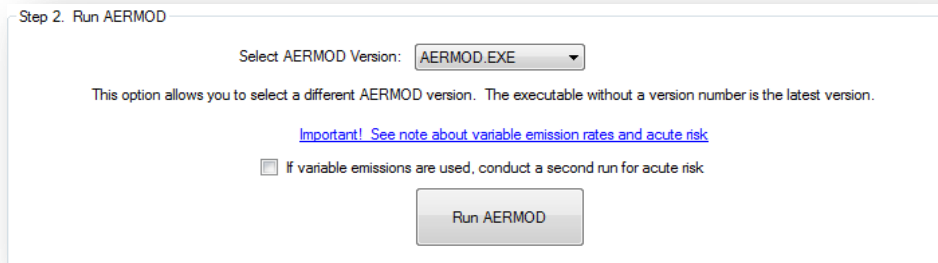 Step 2. Run AERMOD
Select AERMOD Version: AERMOD.EXE
This option allows you to select a different AERMOD version. The executable without a version number is the latest version.
Important! See note about variable emission rates and acute risk
If variable emissions are used, conduct a second run for acute risk
Run AERMOD